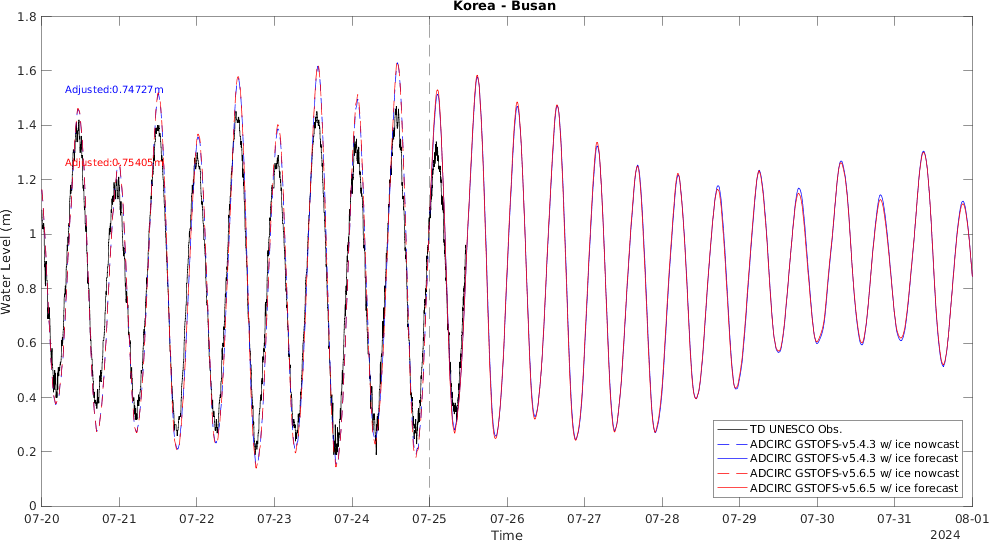 Korea - Busan
1.8
1.6
1.4
1.2
1
0.8
0.6
0.4
0.2
0
Water Level (m)
Adjusted:0.74727m
Adjusted:0.75405m
TD UNESCO Obs.
ADCIRC GSTOFS-v5.4.3 w/ ice nowcast
ADCIRC GSTOFS-v5.4.3 w/ ice forecast
ADCIRC GSTOFS-v5.6.5 w/ ice nowcast
ADCIRC GSTOFS-v5.6.5 w/ ice forecast
07-20 07-21 07-22 07-23 07-24 07-25 07-26 07-27 07-28 07-29 07-30 07-31 08-01
Time
2024